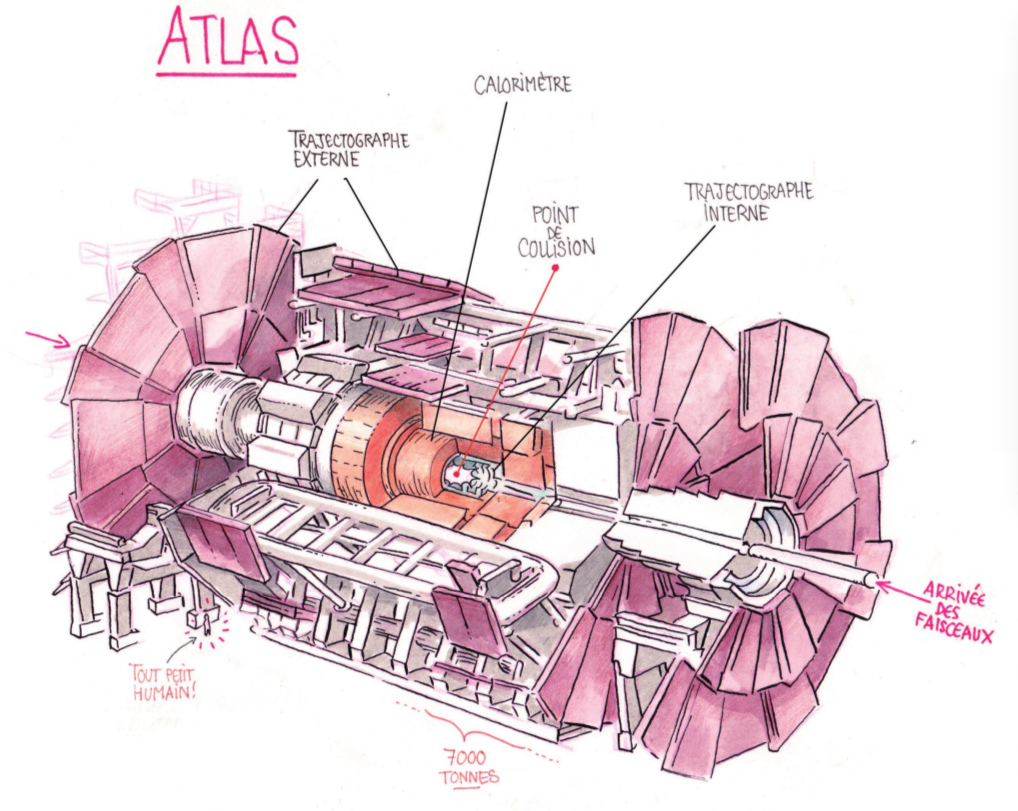 ATLAS
CALORIMÈTRE
TRAJECTOGRAPHE
EXTERNE
TRAJECTOGRAPHE
INTERNE
POINT
DE
COLLISION
ARRIVÉE
DES
FAISCEAUX
TOUT PETIT
HUMAIN!
7000
TONNES